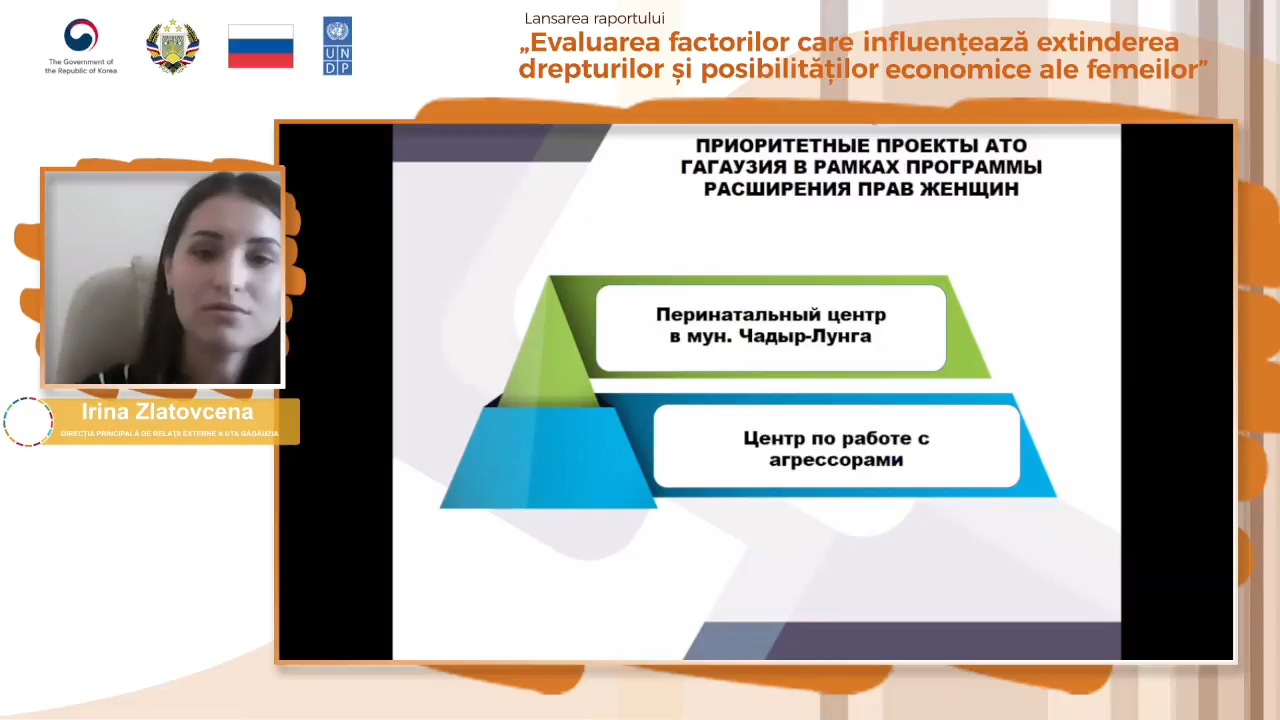 Lansarea raportului
„Evaluarea factorilor care influențează extinderea
drepturilor și posibilităților economice ale femeilor”
The Government of
the Republic of Korea
U N
D P
ПРИОРИТЕТНЫЕ ПРОЕКТЫ АТО
ГАГАУЗИЯ В РАМКАХ ПРОГРАММЫ
РАСШИРЕНИЯ ПРАВ ЖЕНЩИН
Перинатальный центр
в мун. Чадыр-Лунга
Центр по работе с
агрессорами
Irina Zlatovcena
DIRECȚIA PRINCIPALĂ DE RELAȚII EXTERNE A UTA GĂGĂUZIA